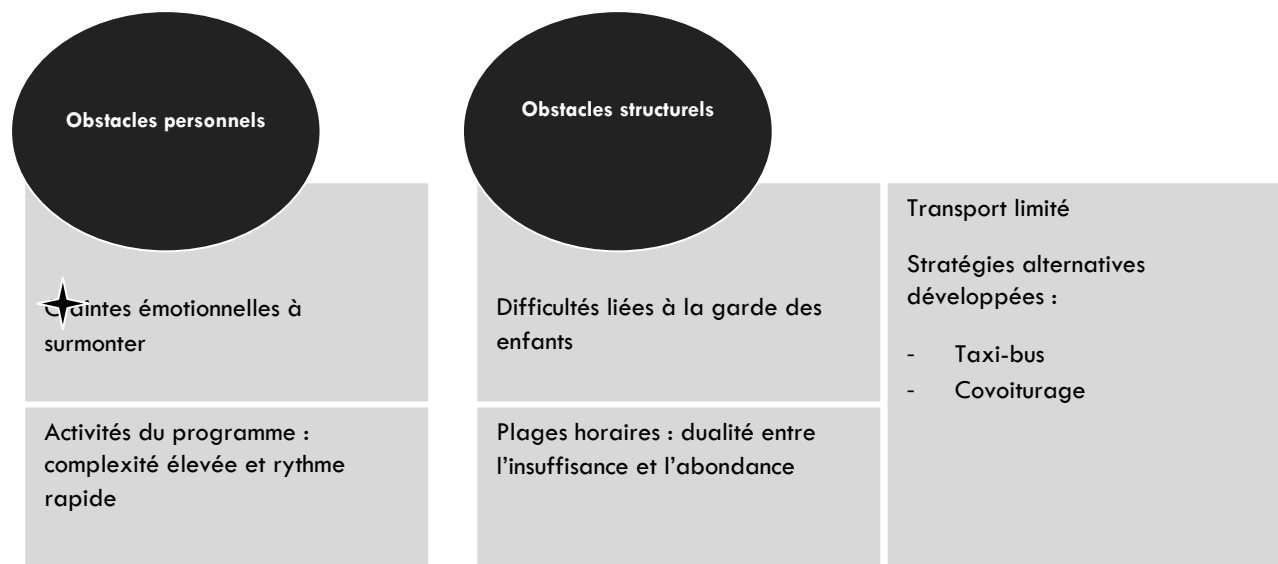 Obstacles personnels
Craintes émotionnelles à
surmonter
Activités du programme :
complexité élevée et rythme
rapide
Obstacles structurels
Difficultés liées à la garde des
enfants
Plages horaires : dualité entre
l’insuffisance et l’abondance
Transport limité
Stratégies alternatives
développées :
- Taxi-bus
- Covoiturage